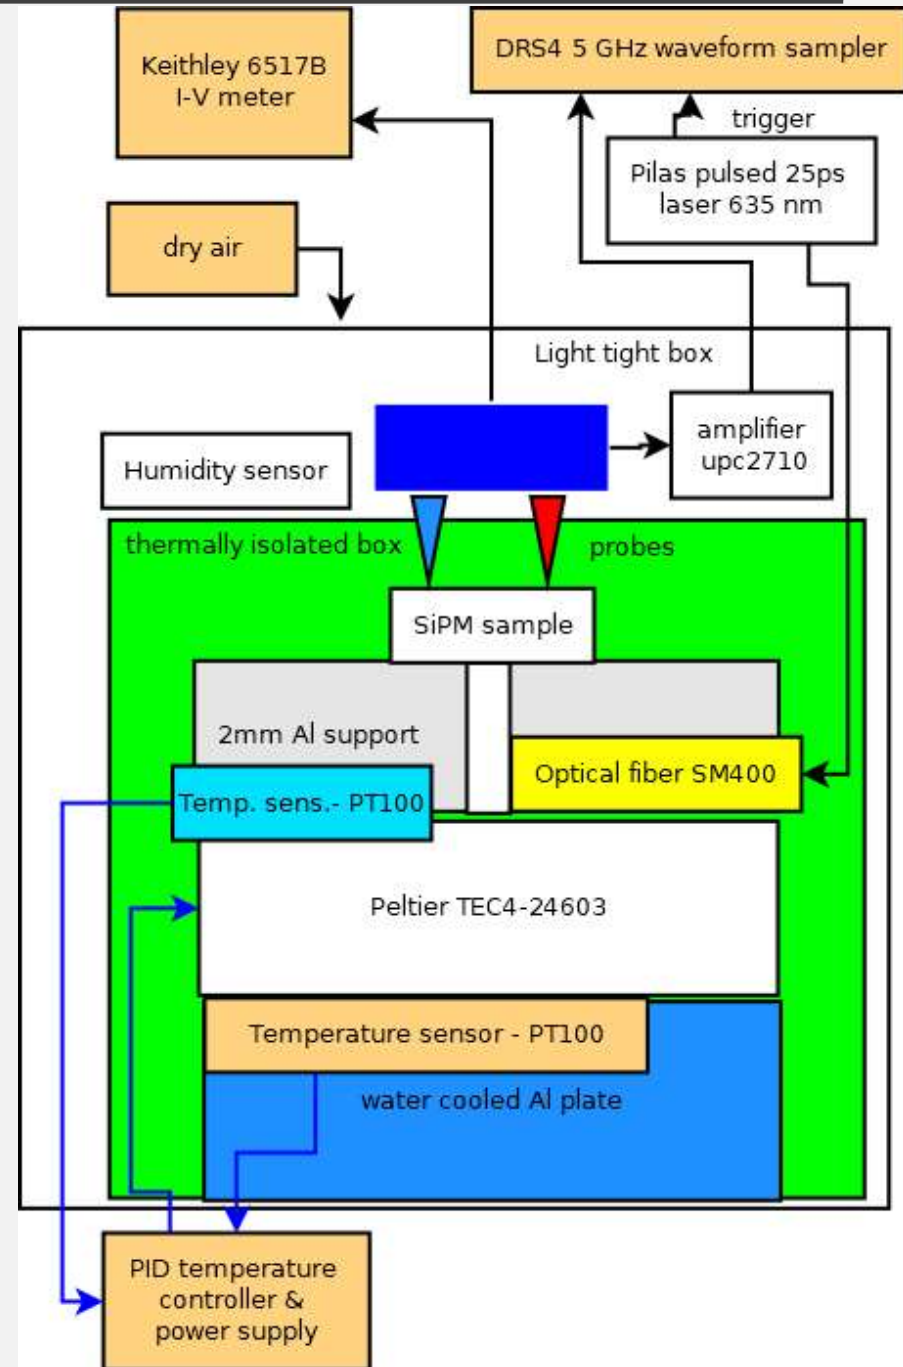 Keithley 6517B
I-V meter
DRS4 5 GHz waveform sampler
trigger
Pilas pulsed 25ps
laser 635 nm
dry air
Light tight box
amplifier
upc2710
Humidity sensor
thermally isolated box
probes
SiPM sample
2mm Al support
Optical fiber SM400
Temp. sens.- PT100
Peltier TEC4-24603
Temperature sensor - PT100
water cooled Al plate
PID temperature
controller &
power supply